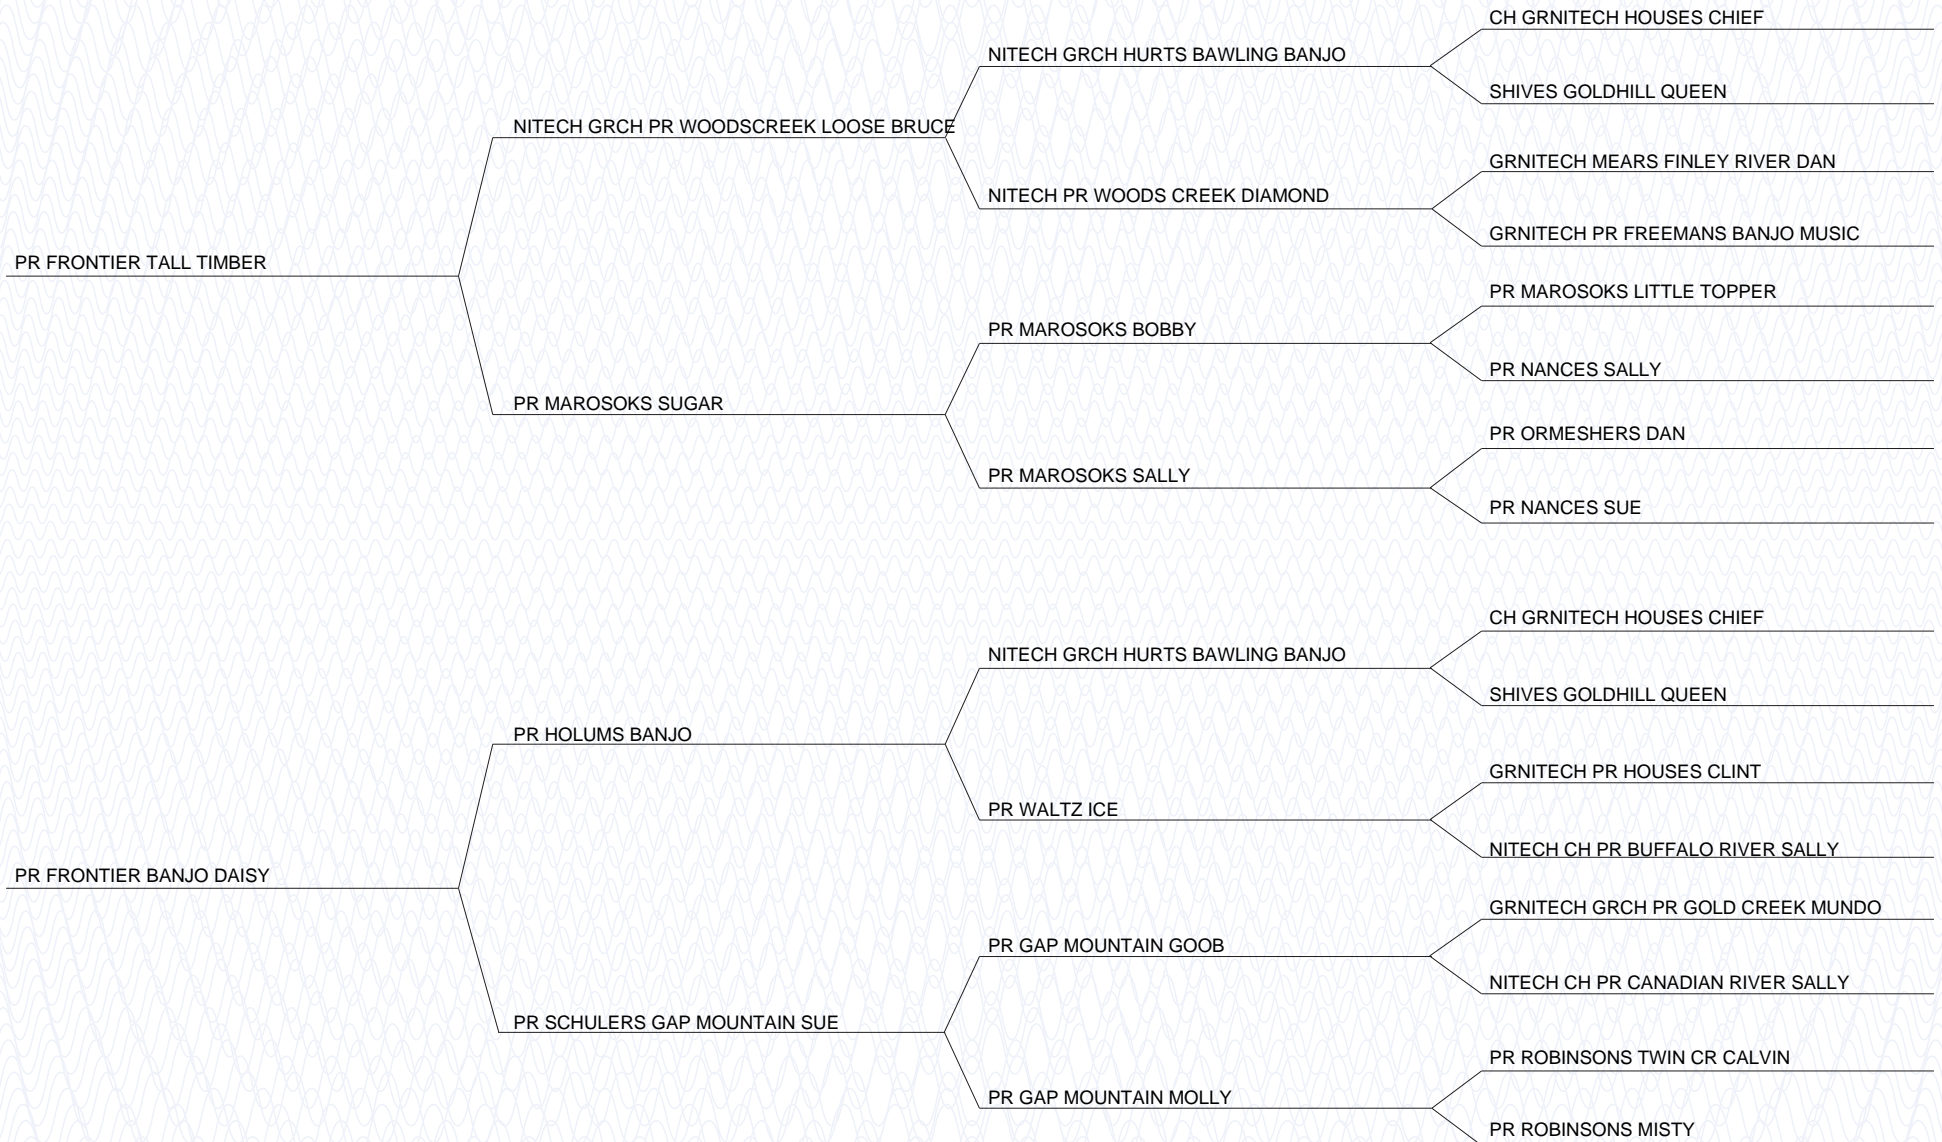 CH GRNITECH HOUSES CHIEF
NITECH GRCH HURTS BAWLING BANJO
SHIVES GOLDHILL QUEEN
NITECH GRCH PR WOODSCREEK LOOSE BRUCE
GRNITECH MEARS FINLEY RIVER DAN
NITECH PR WOODS CREEK DIAMOND
GRNITECH PR FREEMANS BANJO MUSIC
PR FRONTIER TALL TIMBER
PR MAROSOKS LITTLE TOPPER
PR MAROSOKS BOBBY
PR NANCES SALLY
PR MAROSOKS SUGAR
PR ORMESHERS DAN
PR MAROSOKS SALLY
PR NANCES SUE
CH GRNITECH HOUSES CHIEF
NITECH GRCH HURTS BAWLING BANJO
SHIVES GOLDHILL QUEEN
PR HOLUMS BANJO
GRNITECH PR HOUSES CLINT
PR WALTZ ICE
NITECH CH PR BUFFALO RIVER SALLY
PR FRONTIER BANJO DAISY
GRNITECH GRCH PR GOLD CREEK MUNDO
PR GAP MOUNTAIN GOOB
NITECH CH PR CANADIAN RIVER SALLY
PR SCHULERS GAP MOUNTAIN SUE
PR ROBINSONS TWIN CR CALVIN
PR GAP MOUNTAIN MOLLY
PR ROBINSONS MISTY